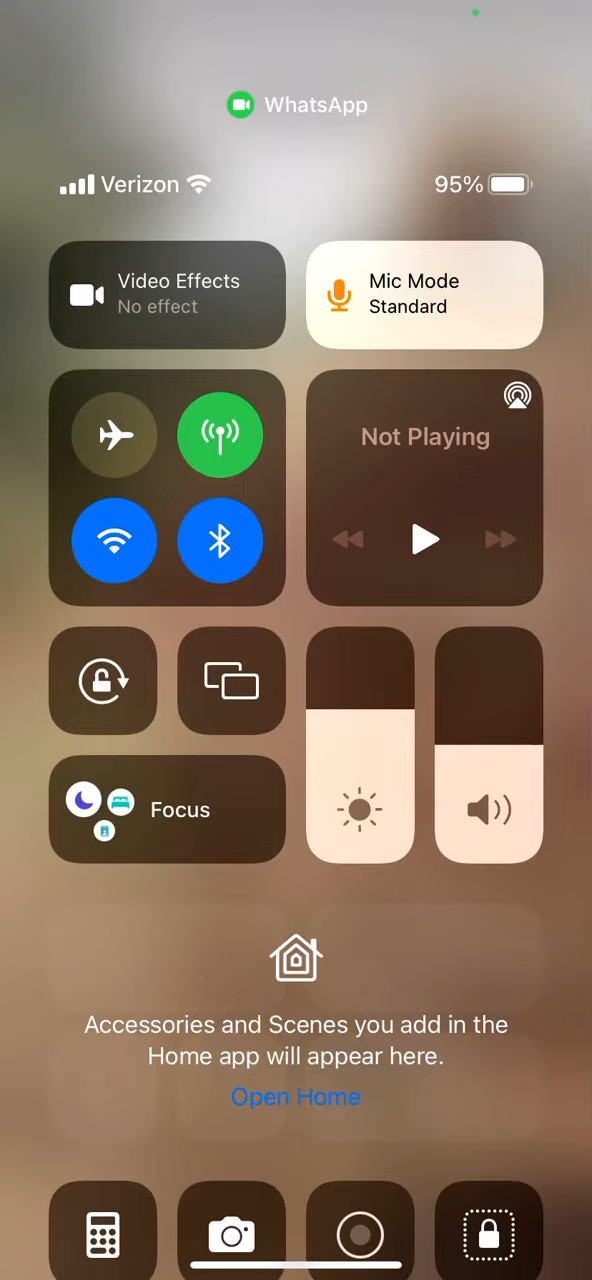 WhatsApp
Verizon
95%
Video Effects
No effect
Mic Mode
Standard
Not Playing
Focus
Accessories and Scenes you add in the
Home app will appear here.
Open Home